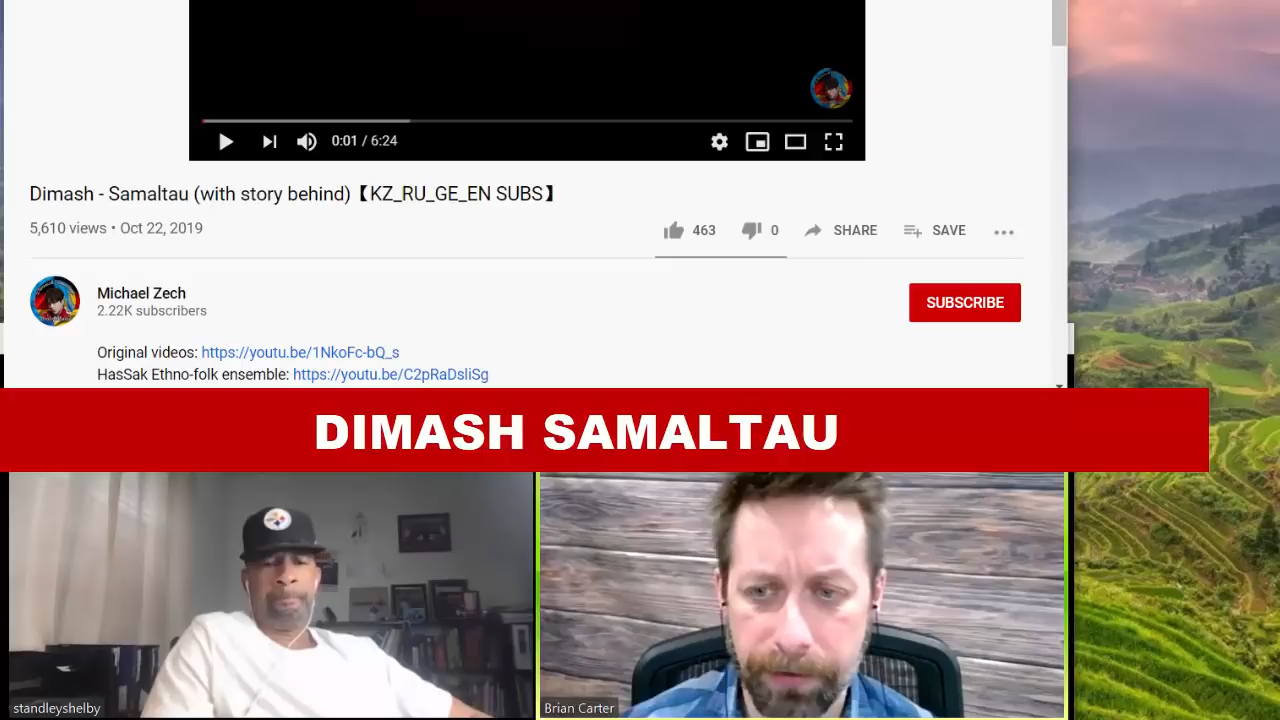 0:01 / 6:24
Dimash - Samaltau (with story behind)【KZ_RU_GE_EN SUBS】
5,610 views • Oct 22, 2019
463
0
SHARE
SAVE
Michael Zech
2.22K subscribers
SUBSCRIBE
Original videos: https://youtu.be/1NkoFc-bQ_s
HasSak Ethno-folk ensemble: https://youtu.be/C2pRaDsliSg
DIMASH SAMALTAU
standleyshelby
Brian Carter